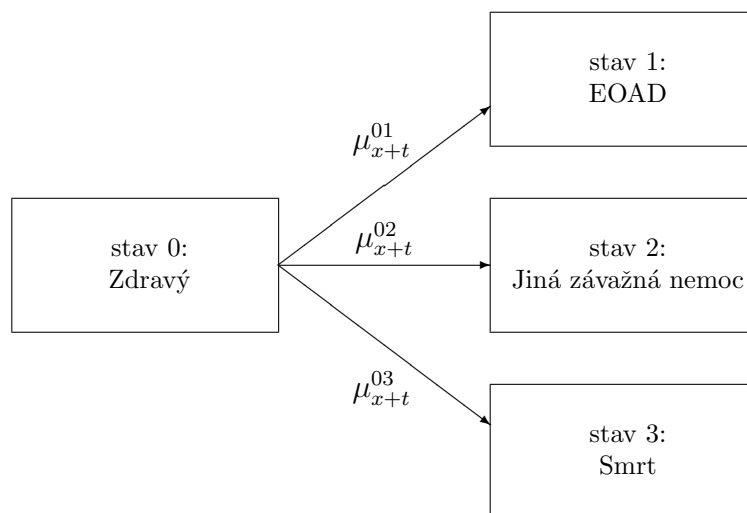 stav 1:
EOAD
μ^{01}_{x+t}
stav 0:
Zdravý
μ^{02}_{x+t}
stav 2:
Jiná závažná nemoc
μ^{03}_{x+t}
stav 3:
Smrt